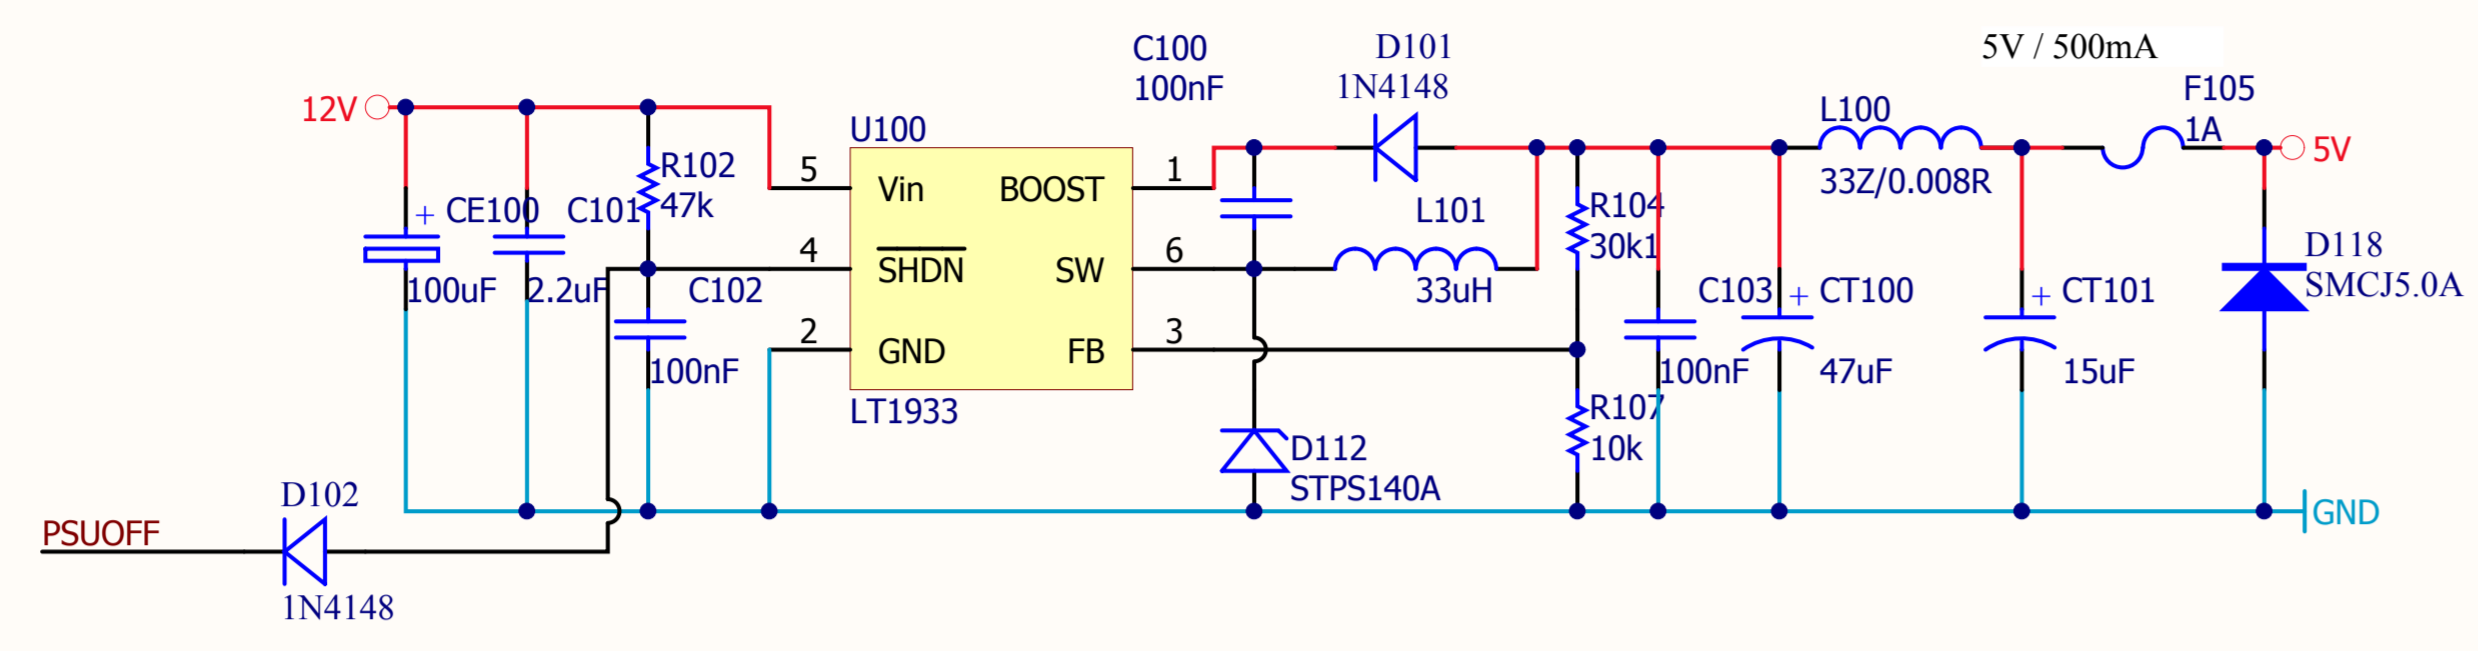 5V / 500mA
C100
100nF
D101
1N4148
F105
1A
12V
U100
L100
33Z/0.008R
5V
R102
47k
5
Vin
BOOST
1
+ CE100
100uF
C101
2.2uF
4
SHDN
SW
6
L101
33uH
R104
30k1
D118
SMCJ5.0A
C102
100nF
2
GND
FB
3
C103
100nF
+ CT100
47uF
+ CT101
15uF
LT1933
R107
10k
D112
STPS140A
D102
1N4148
PSUOFF
GND